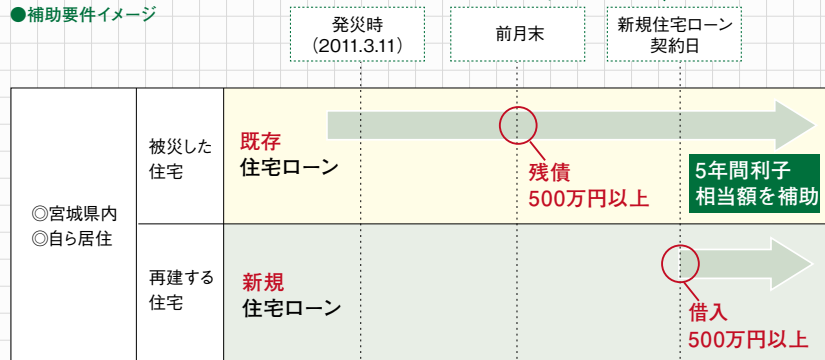 ●補助要件イメージ
発災時
（2011.3.11）
前月末
新規住宅ローン
契約日
◎宮城県内
◎自ら居住
被災した
住宅
既存
住宅ローン
残債
500万円以上
5年間利子
相当額を補助
再建する
住宅
新規
住宅ローン
借入
500万円以上